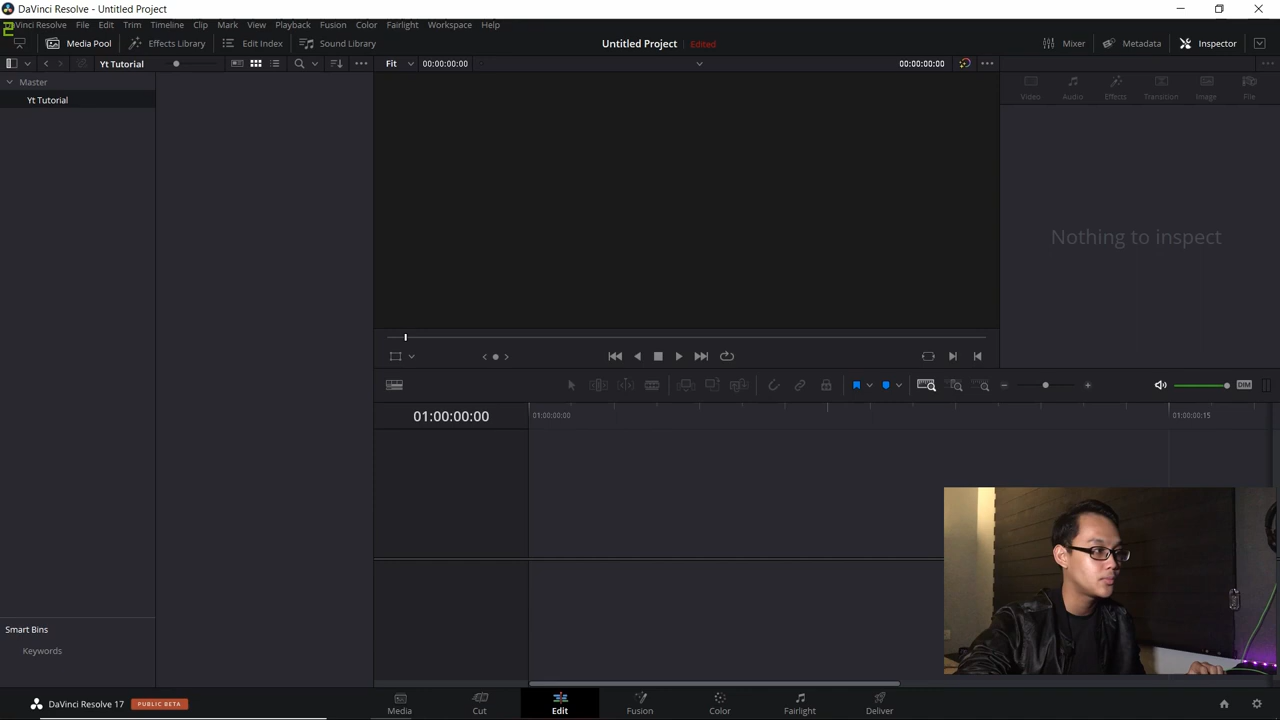 DaVinci Resolve - Untitled Project
DaVinci Resolve File Edit Trim Timeline Clip Mark View Playback Fusion Color Fairlight Workspace Help
Media Pool Effects Library Edit Index Sound Library Untitled Project Edited Mixer Metadata Inspector
Yt Tutorial Fit 00:00:00:00 00:00:00:00
Master
Yt Tutorial
Video Audio Effects Transition Image File
Nothing to inspect
DIM
01:00:00:00 01:00:00:00 01:00:00:15
Smart Bins
Keywords
DaVinci Resolve 17 PUBLIC BETA
Media Cut Edit Fusion Color Fairlight Deliver